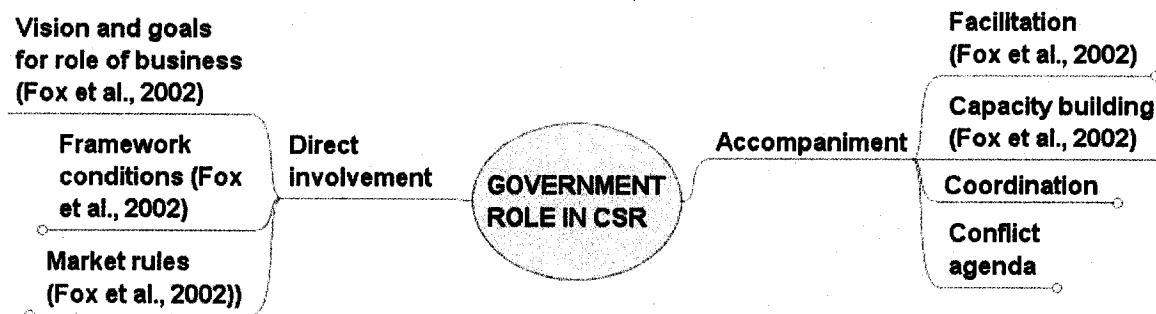 Vision and goals
for role of business
(Fox et al., 2002)
Framework
conditions (Fox
et al., 2002)
Market rules
(Fox et al., 2002))
Direct
involvement
GOVERNMENT
ROLE IN CSR
Accompaniment
Facilitation
(Fox et al., 2002)
Capacity building
(Fox et al., 2002)
Coordination
Conflict
agenda